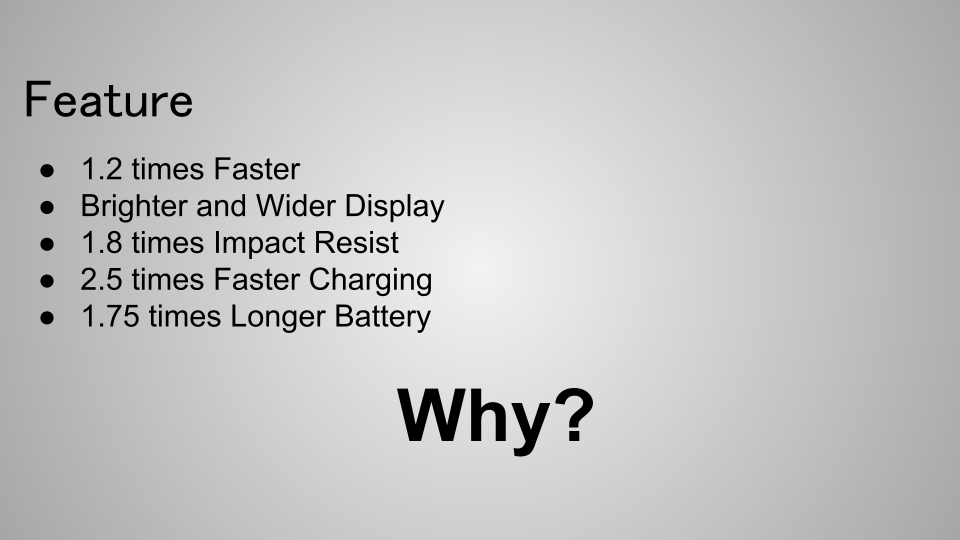 Feature
● 1.2 times Faster
● Brighter and Wider Display
● 1.8 times Impact Resist
● 2.5 times Faster Charging
● 1.75 times Longer Battery
Why?